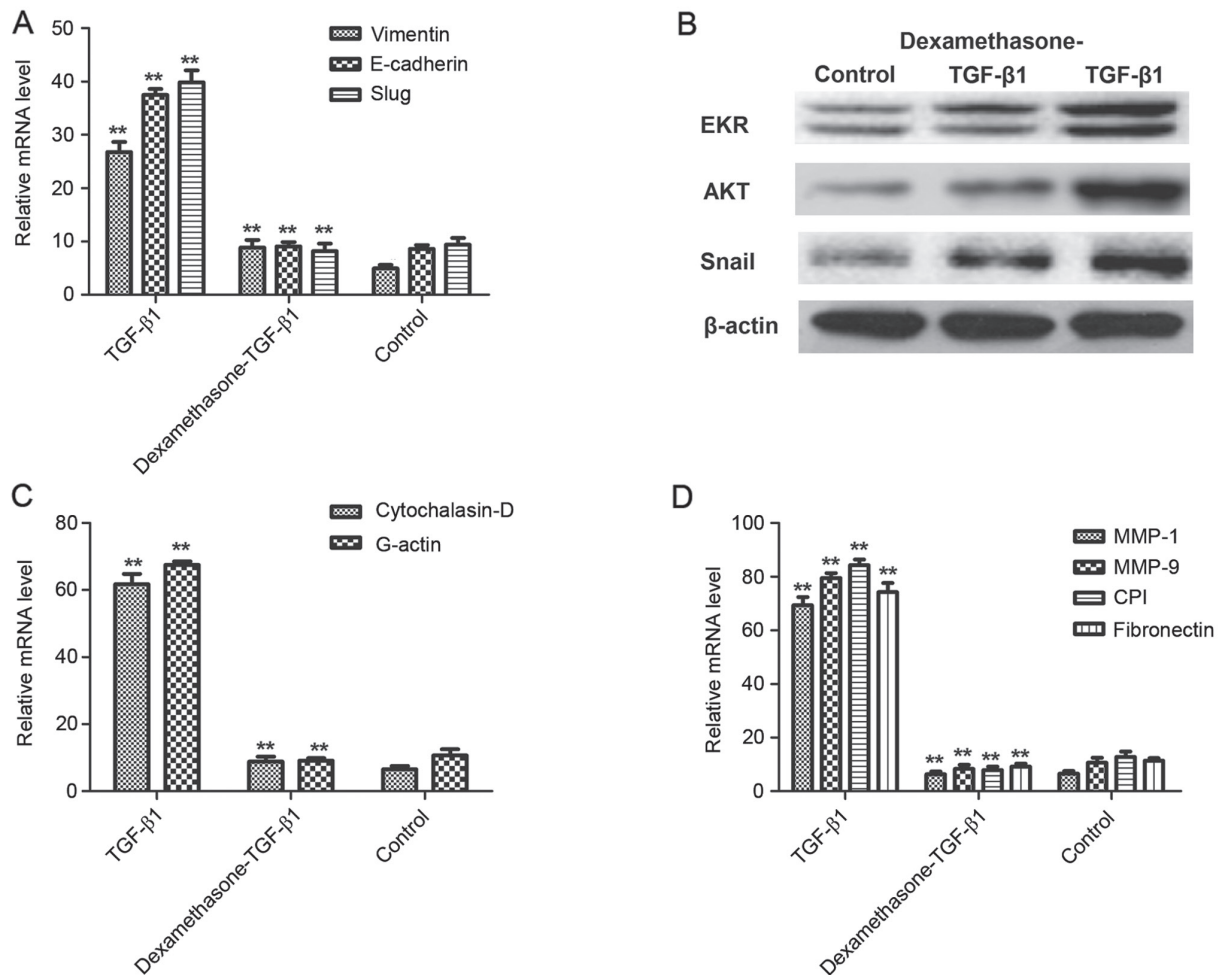 A
50
40
30
20
10
0
Relative mRNA level
** ** **
** ** **
Vimentin
E-cadherin
Slug
TGF-β1
Dexamethasone-TGF-β1
Control
B
Dexamethasone-
Control TGF-β1 TGF-β1
EKR
AKT
Snail
β-actin
C
80
60
40
20
0
Relative mRNA level
** **
** **
Cytochalasin-D
G-actin
TGF-β1
Dexamethasone-TGF-β1
Control
D
100
80
60
40
20
0
Relative mRNA level
** ** ** **
** ** ** **
MMP-1
MMP-9
CPI
Fibronectin
TGF-β1
Dexamethasone-TGF-β1
Control